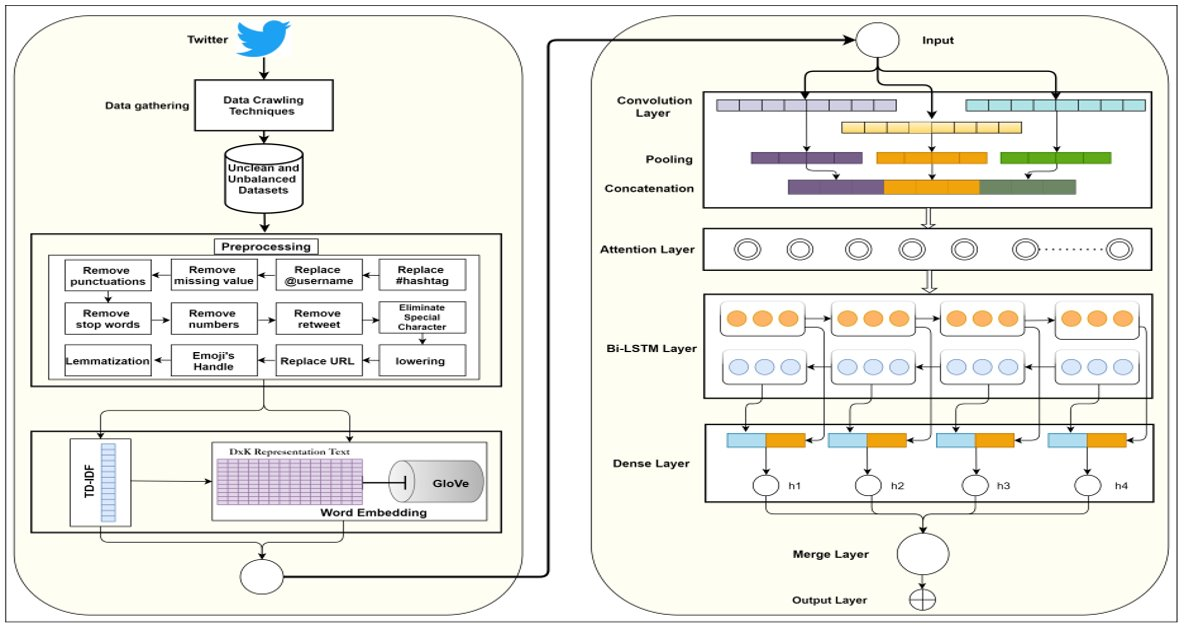 Twitter
Data gathering
Data Crawling
Techniques
Unclean and
Unbalanced
Datasets
Preprocessing
Remove
punctuations
Remove
missing value
Replace
@username
Replace
#hashtag
Remove
stop words
Remove
numbers
Remove
retweet
Eliminate
Special
Character
Lemmatization
Emoji's
Handle
Replace URL
lowering
TD-IDF
DxK Representation Text
GloVe
Word Embedding
Input
Convolution
Layer
Pooling
Concatenation
Attention Layer
Bi-LSTM Layer
Dense Layer
h1
h2
h3
h4
Merge Layer
Output Layer